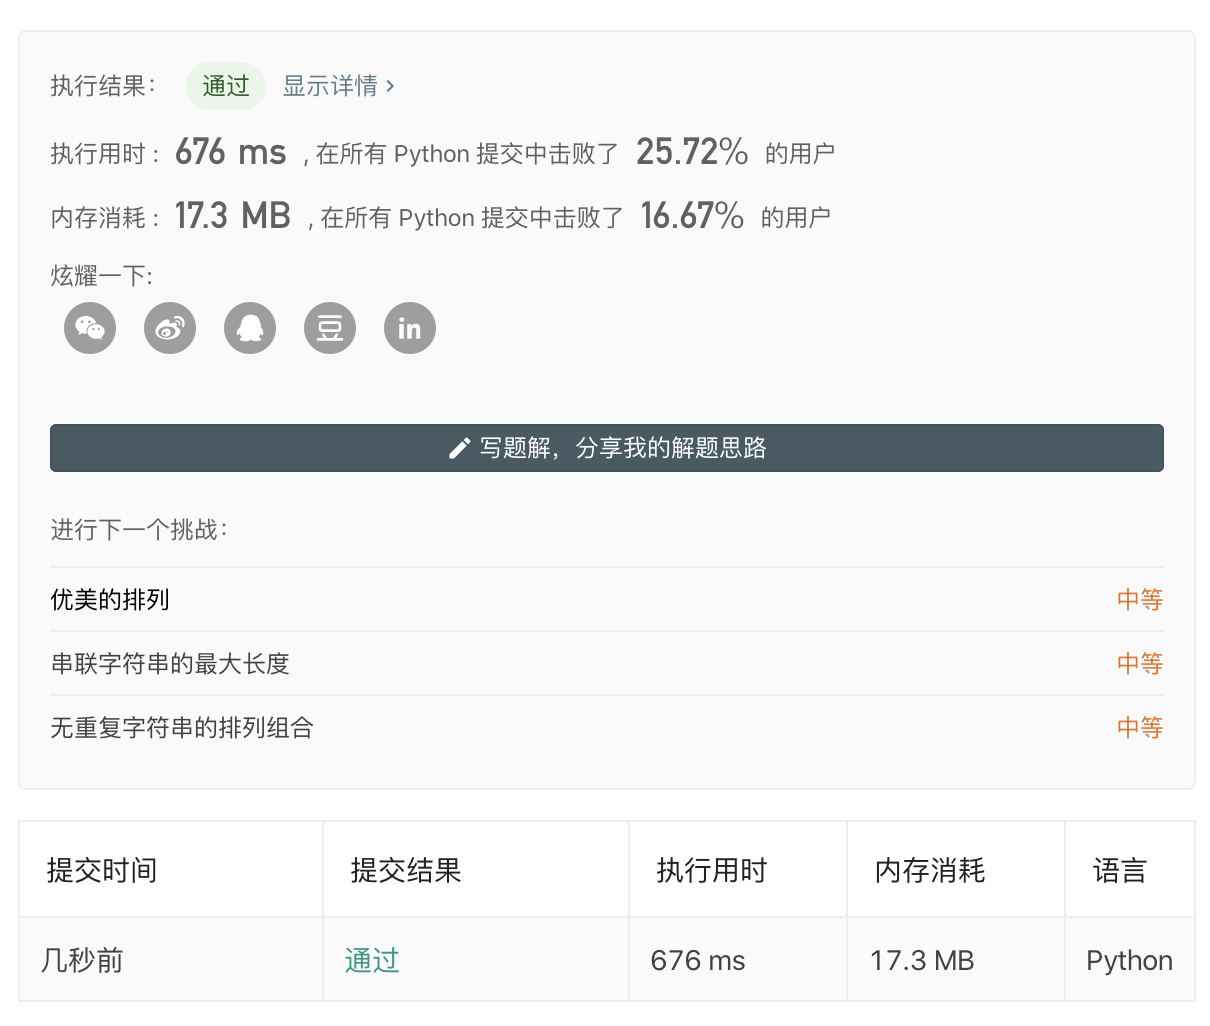 执行结果： 通过 显示详情 ›
执行用时： 676 ms , 在所有 Python 提交中击败了 25.72% 的用户
内存消耗： 17.3 MB , 在所有 Python 提交中击败了 16.67% 的用户
炫耀一下:
豆 in
写题解，分享我的解题思路
进行下一个挑战：
优美的排列 中等
串联字符串的最大长度 中等
无重复字符串的排列组合 中等
提交时间 提交结果 执行用时 内存消耗 语言
几秒前 通过 676 ms 17.3 MB Python